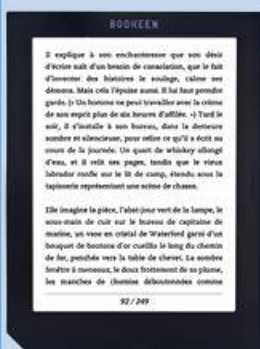 BOOKEEN
Il explique à son enchanteresse que son désir
d'écrire naît d'un besoin de consolation, que le fait
d'inventer des histoires le soulage, calme ses
démons. Mais cela l'épuise aussi. Il lui faut prendre
garde. (« Un homme ne peut travailler avec la crème
de son esprit plus de six heures d'affilée. ») Tard le
soir, il s'installe à son bureau, dans la demeure
sombre et silencieuse, pour relire ce qu'il a écrit au
cours de la journée. Un quart de whiskey allongé
d'eau, et il relit ses pages, tandis que le vieux
labrador ronfle sur le lit de camp, étendu sous la
tapisserie représentant une scène de chasse.
Elle imagine la pièce, l'abat-jour vert de la lampe, le
sous-main de cuir sur le bureau de capitaine de
marine, un vase en cristal de Waterford garni d'un
bouquet de boutons d'or cueillis le long du chemin
de fer, penchés vers la table de chevet. La sombre
fenêtre à meneaux, le doux frottement de sa plume,
les manches de chemise déboutonnées comme
92 / 249